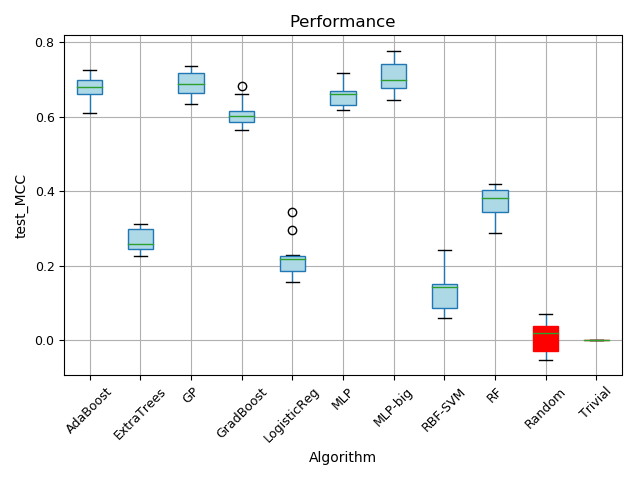 Performance
test_MCC
0.8
0.6
0.4
0.2
0.0
AdaBoost
ExtraTrees
GP
GradBoost
LogisticReg
MLP
MLP-big
RBF-SVM
RF
Random
Trivial
Algorithm